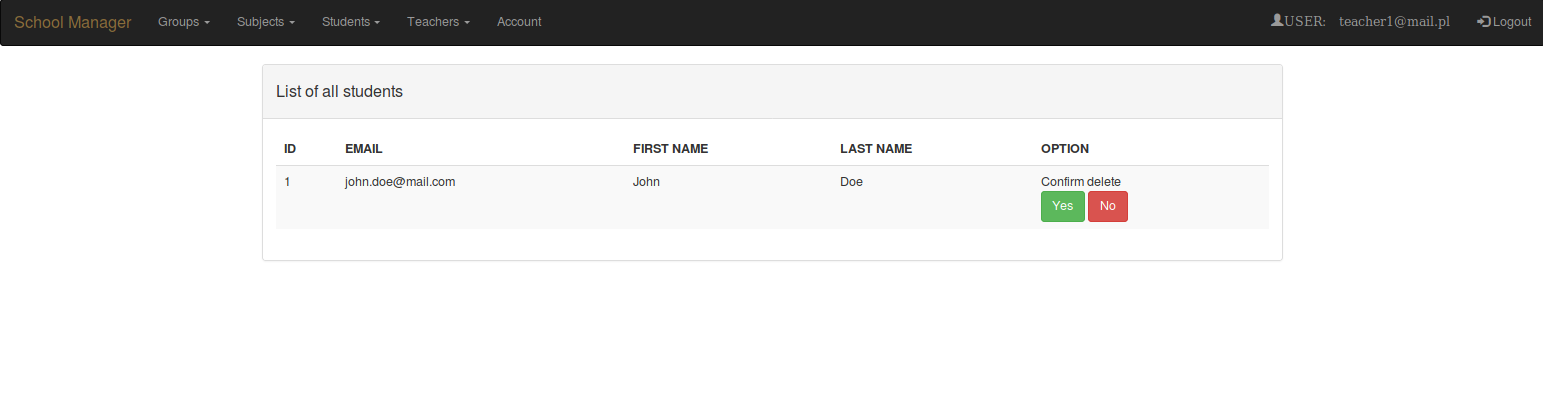 School Manager Groups Subjects Students Teachers Account USER: teacher1@mail.pl Logout
List of all students
ID EMAIL FIRST NAME LAST NAME OPTION
1 john.doe@mail.com John Doe Confirm delete
Yes No